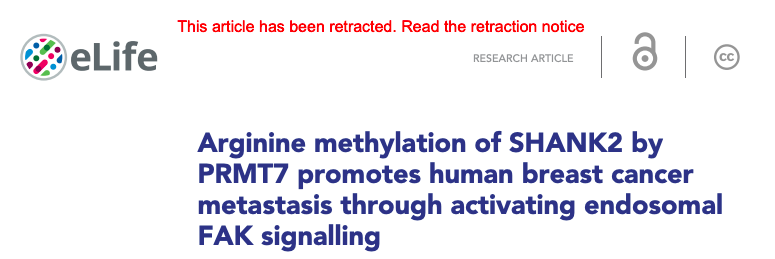 This article has been retracted. Read the retraction notice
eLife
RESEARCH ARTICLE
cc
Arginine methylation of SHANK2 by
PRMT7 promotes human breast cancer
metastasis through activating endosomal
FAK signalling